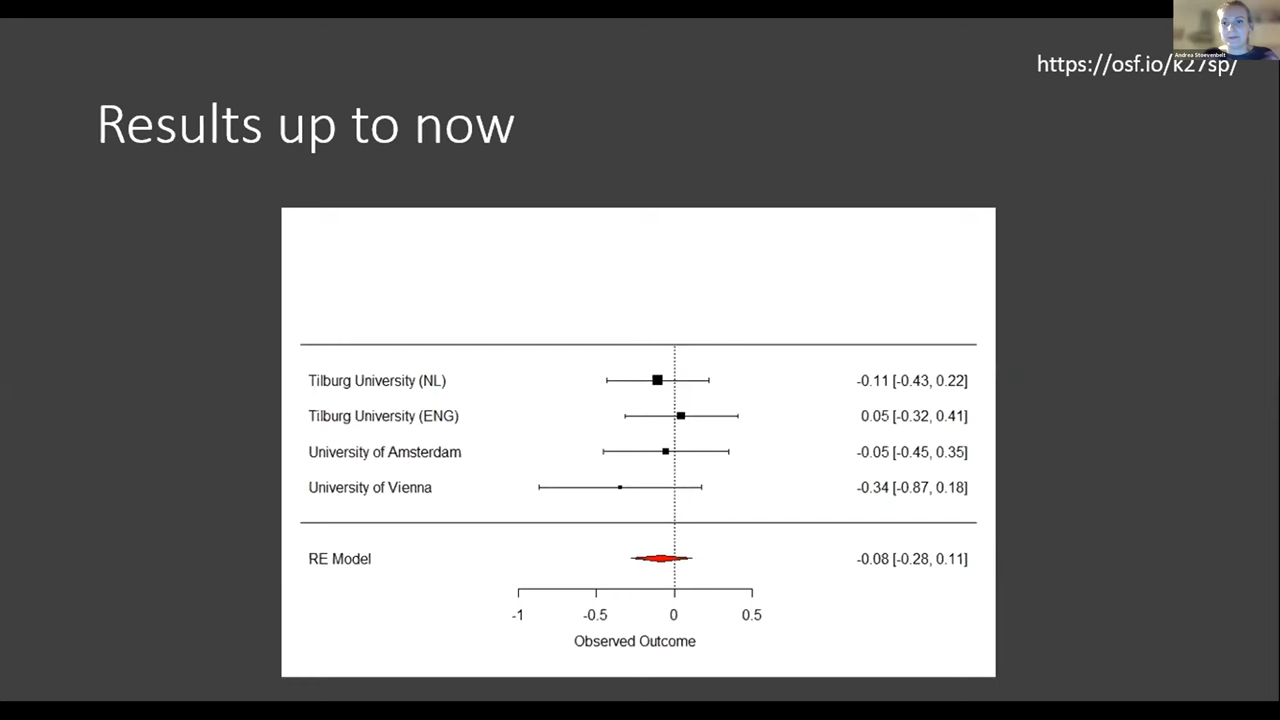 Andrea Stoevenbelt
https://osf.io/k27sp/
Results up to now
Tilburg University (NL) -0.11 [-0.43, 0.22]
Tilburg University (ENG) 0.05 [-0.32, 0.41]
University of Amsterdam -0.05 [-0.45, 0.35]
University of Vienna -0.34 [-0.87, 0.18]
RE Model -0.08 [-0.28, 0.11]
-1 -0.5 0 0.5
Observed Outcome